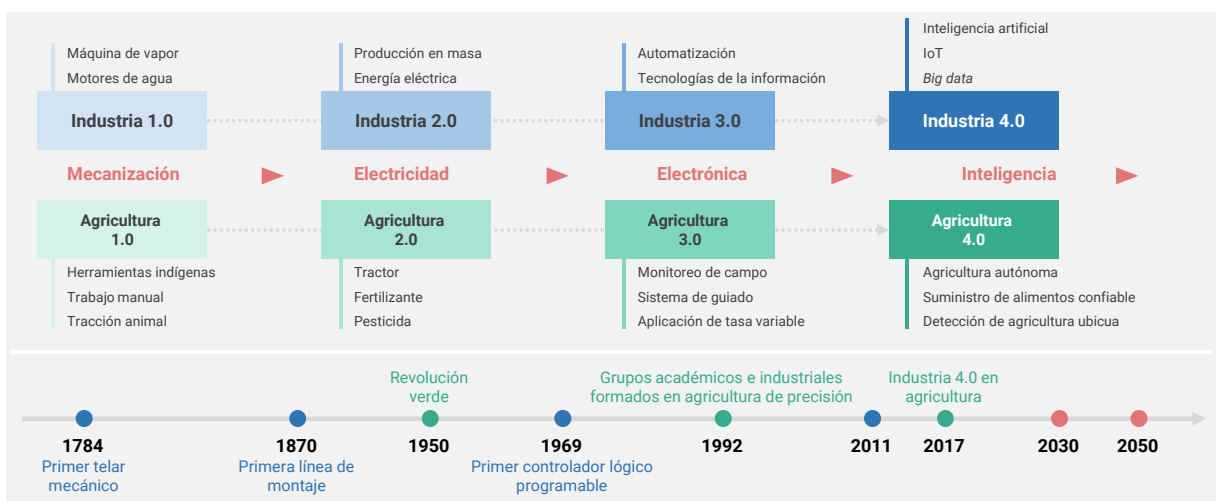 Máquina de vapor
Motores de agua
Industria 1.0
Producción en masa
Energía eléctrica
Industria 2.0
Automatización
Tecnologías de la información
Industria 3.0
Inteligencia artificial
IoT
Big data
Industria 4.0
Mecanización
Electricidad
Electrónica
Inteligencia
Agricultura
1.0
Herramientas indígenas
Trabajo manual
Tracción animal
Agricultura
2.0
Tractor
Fertilizante
Pesticida
Agricultura
3.0
Monitoreo de campo
Sistema de guiado
Aplicación de tasa variable
Agricultura
4.0
Agricultura autónoma
Suministro de alimentos confiable
Detección de agricultura ubicua
1784
Primer telar
mecánico
1870
Primera línea de
montaje
Revolución
verde
1950
1969
Primer controlador lógico
programable
Grupos académicos e industriales
formados en agricultura de precisión
1992
2011
Industria 4.0 en
agricultura
2017
2030
2050